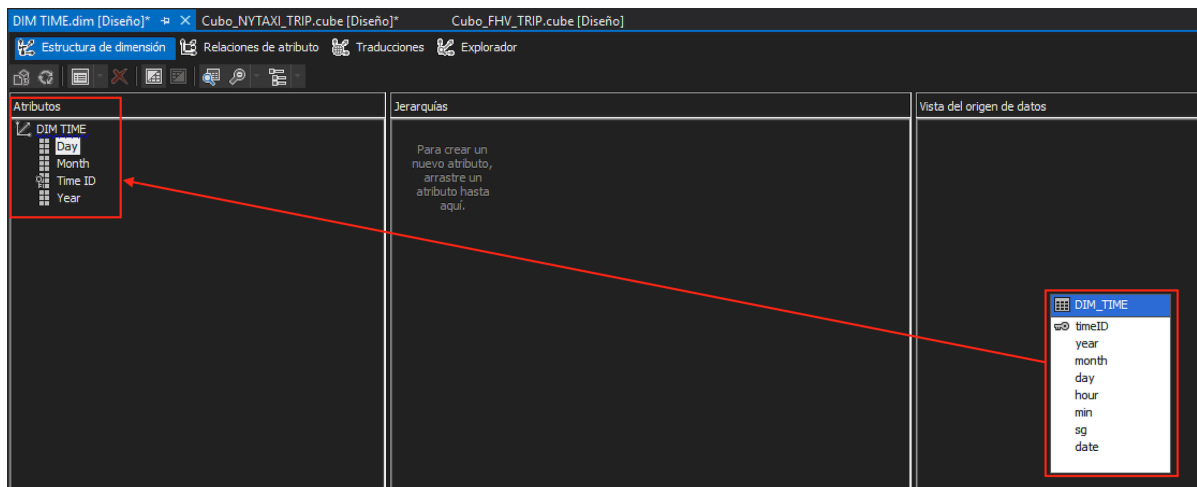 DIM TIME.dim [Diseño]* Cubo_NYTAXI_TRIP.cube [Diseño]* Cubo_FHV_TRIP.cube [Diseño]
Estructura de dimensión Relaciones de atributo Traducciones Explorador
Atributos
DIM TIME
Day
Month
Time ID
Year
Jerarquías
Para crear un
nuevo atributo,
arrastre un
atributo hasta
aquí.
Vista del origen de datos
DIM_TIME
timeID
year
month
day
hour
min
sg
date